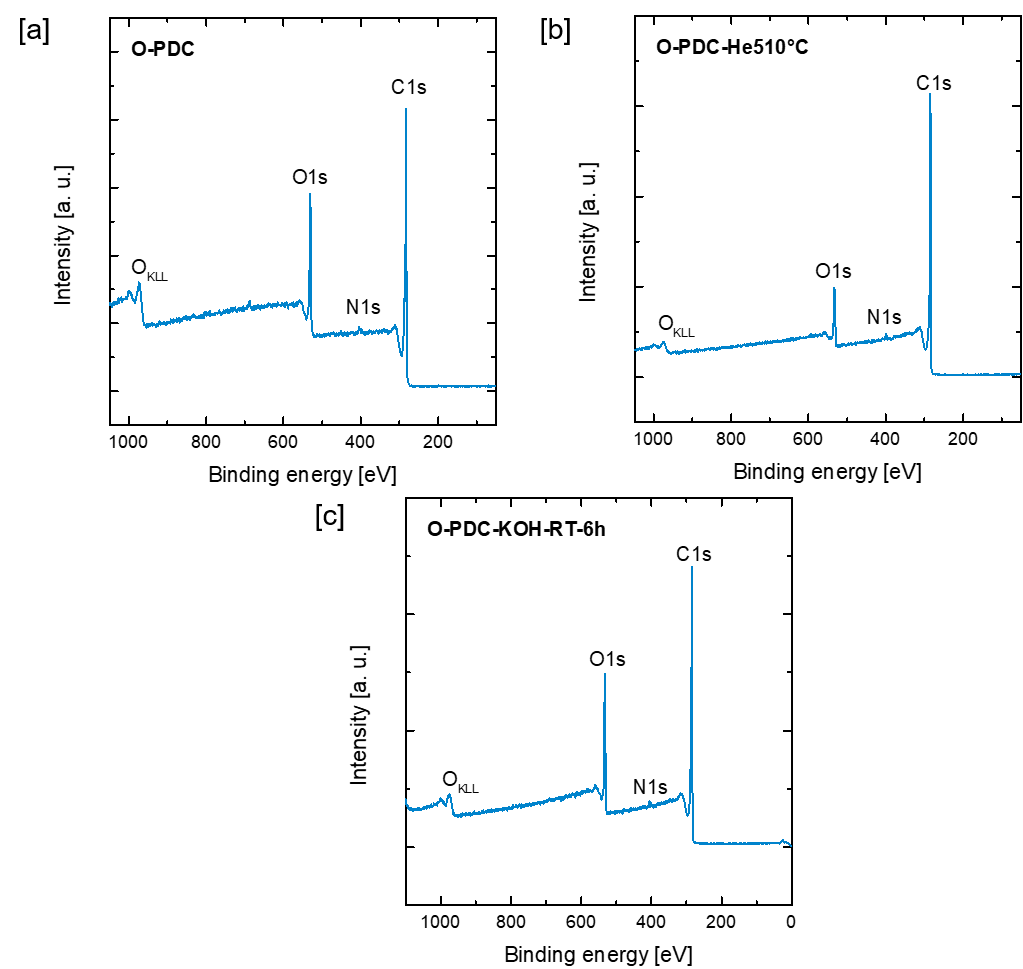 [a]
O-PDC
C1s
O1s
OKLL
N1s
Intensity [a. u.]
1000 800 600 400 200
Binding energy [eV]
[b]
O-PDC-He510°C
C1s
O1s
OKLL
N1s
Intensity [a. u.]
1000 800 600 400 200
Binding energy [eV]
[c]
O-PDC-KOH-RT-6h
C1s
O1s
OKLL
N1s
Intensity [a. u.]
1000 800 600 400 200 0
Binding energy [eV]